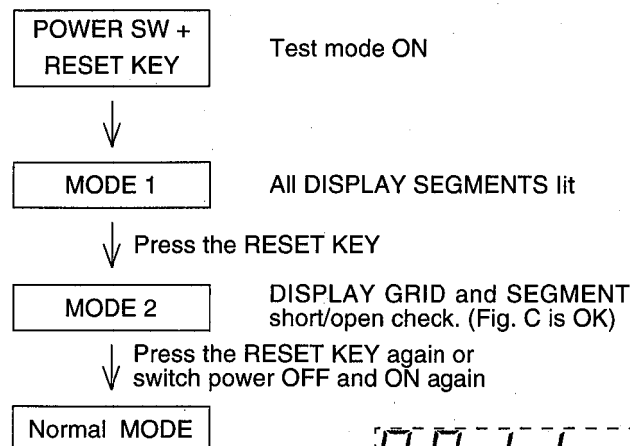 POWER SW +
RESET KEY
Test mode ON
MODE 1
All DISPLAY SEGMENTS lit
Press the RESET KEY
MODE 2
DISPLAY GRID and SEGMENT
short/open check. (Fig. C is OK)
Press the RESET KEY again or
switch power OFF and ON again
Normal MODE